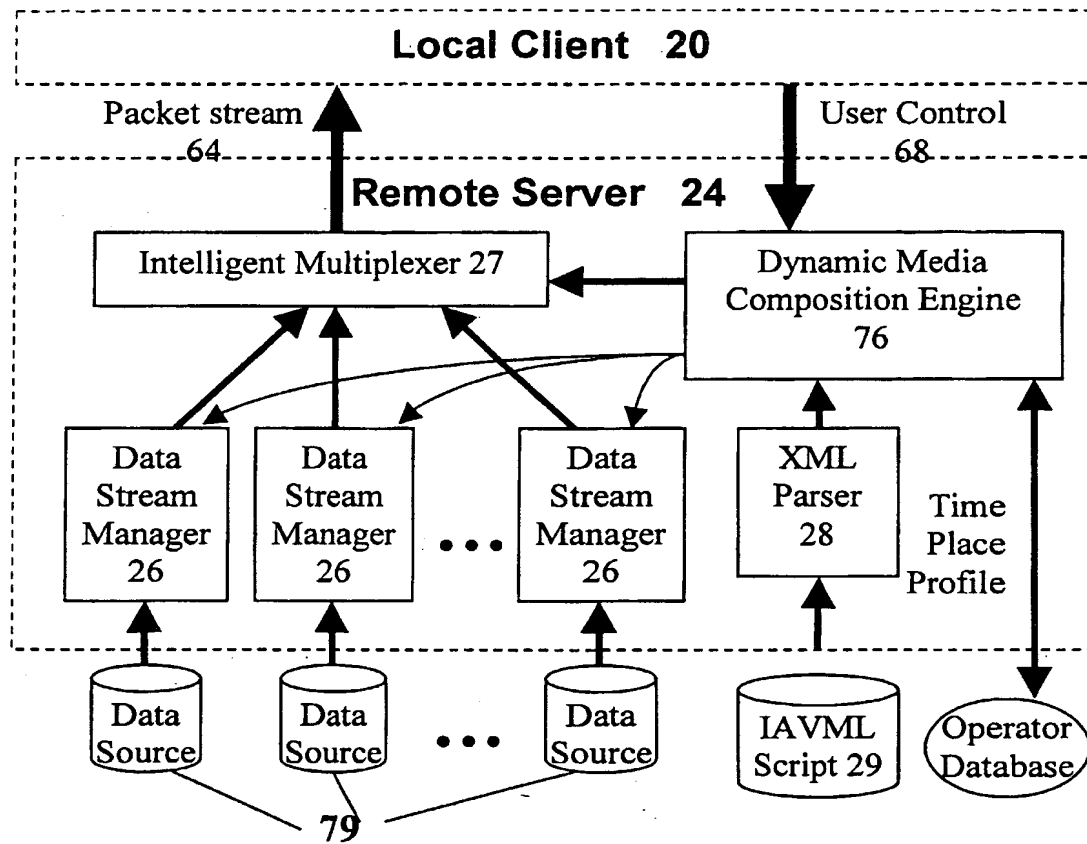 Local Client 20
Packet stream
64
User Control
68
Remote Server 24
Intelligent Multiplexer 27
Dynamic Media
Composition Engine
76
Data
Stream
Manager
26
Data
Stream
Manager
26
Data
Stream
Manager
26
XML
Parser
28
Time
Place
Profile
Data
Source
Data
Source
Data
Source
IAVML
Script 29
Operator
Database
79